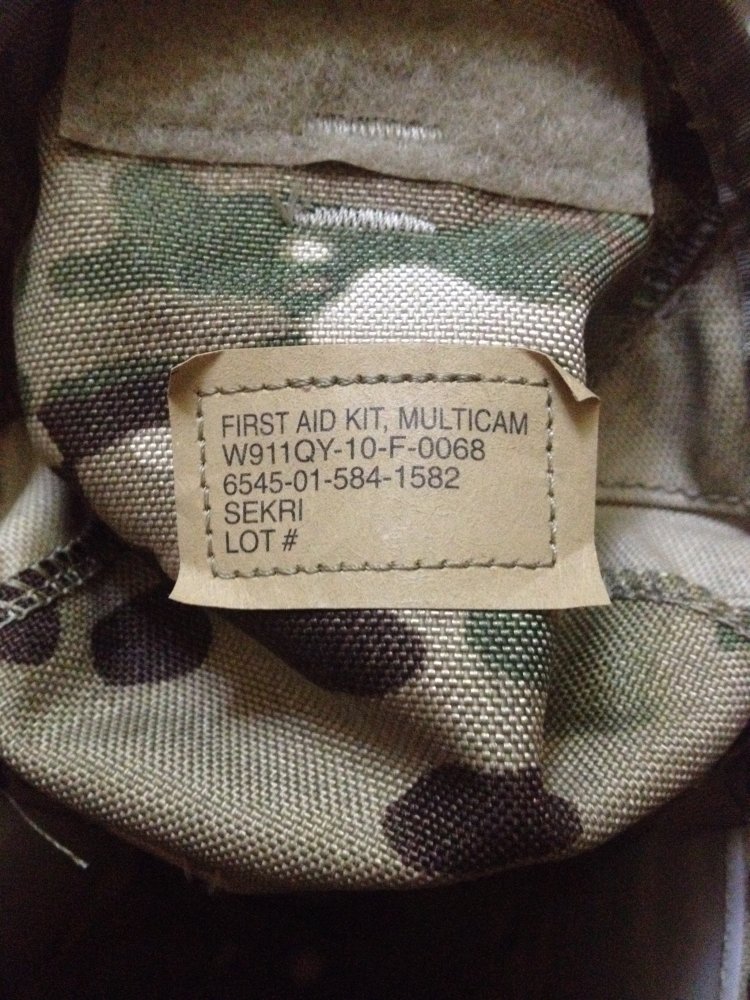 FIRST AID KIT, MULTICAM
W911QY-10-F-0068
6545-01-584-1582
SEKRI
LOT #